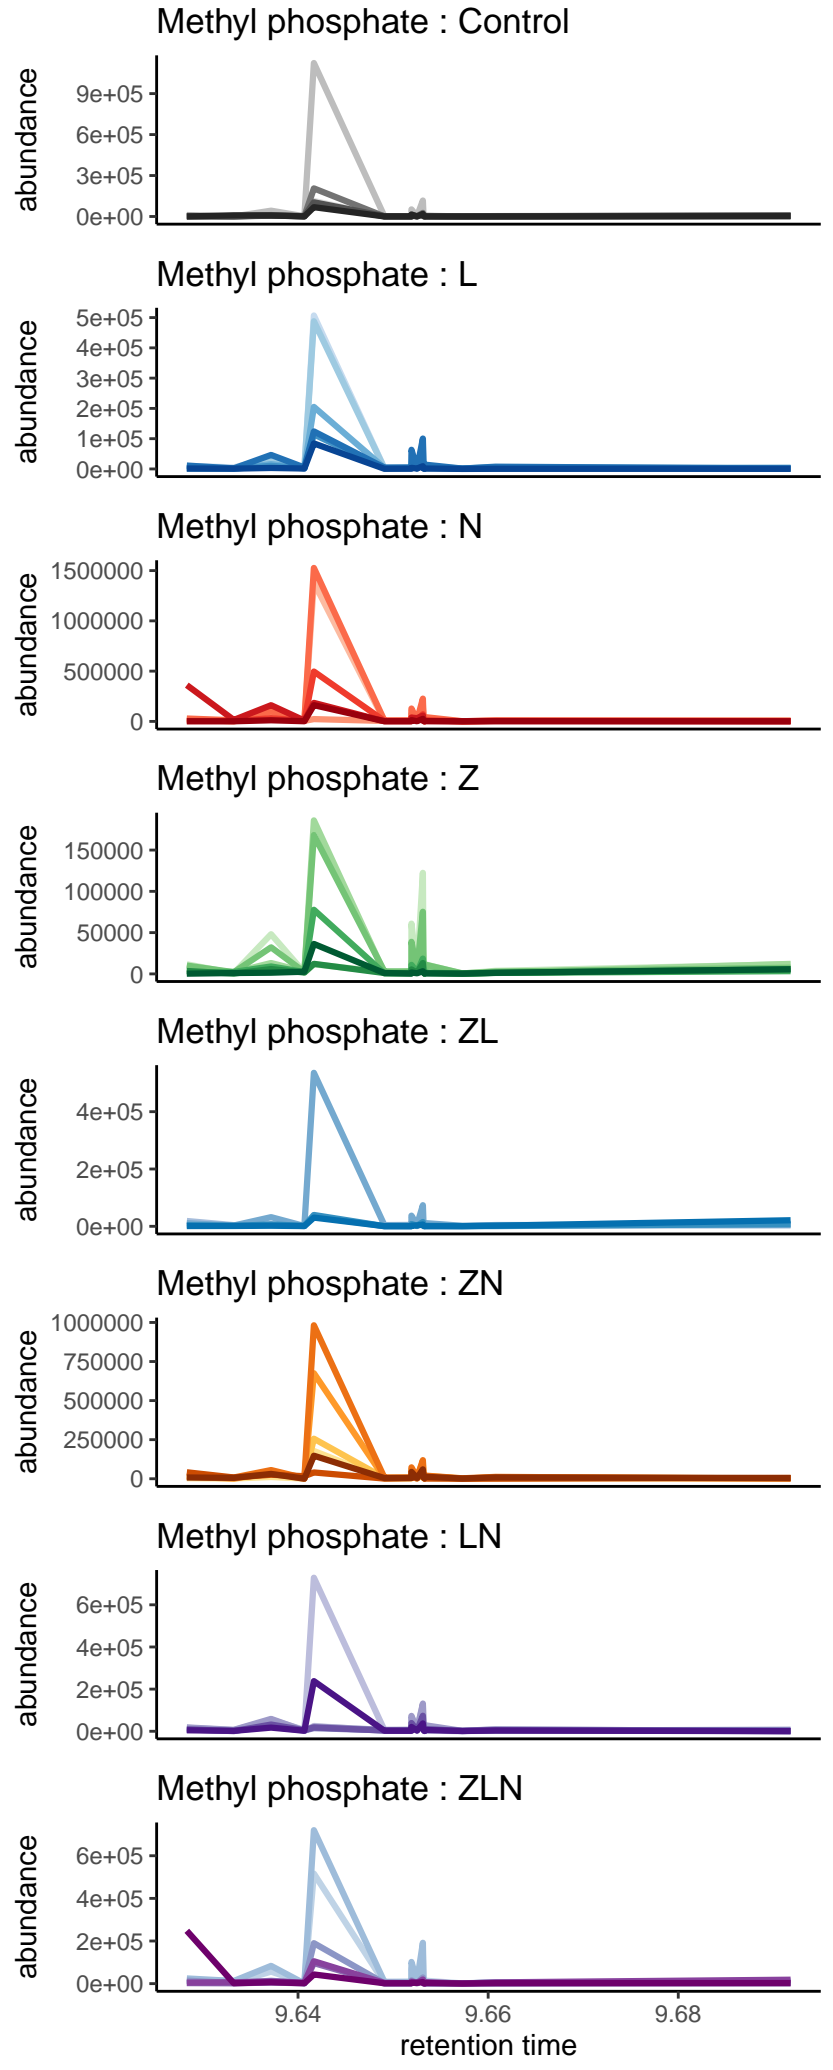 Methyl phosphate : Control
abundance
9e+05
6e+05
3e+05
0e+00
Methyl phosphate : L
abundance
5e+05
4e+05
3e+05
2e+05
1e+05
0e+00
Methyl phosphate : N
abundance
1500000
1000000
500000
0
Methyl phosphate : Z
abundance
150000
100000
50000
0
Methyl phosphate : ZL
abundance
4e+05
2e+05
0e+00
Methyl phosphate : ZN
abundance
1000000
750000
500000
250000
0
Methyl phosphate : LN
abundance
6e+05
4e+05
2e+05
0e+00
Methyl phosphate : ZLN
abundance
6e+05
4e+05
2e+05
0e+00
9.64 9.66 9.68
retention time